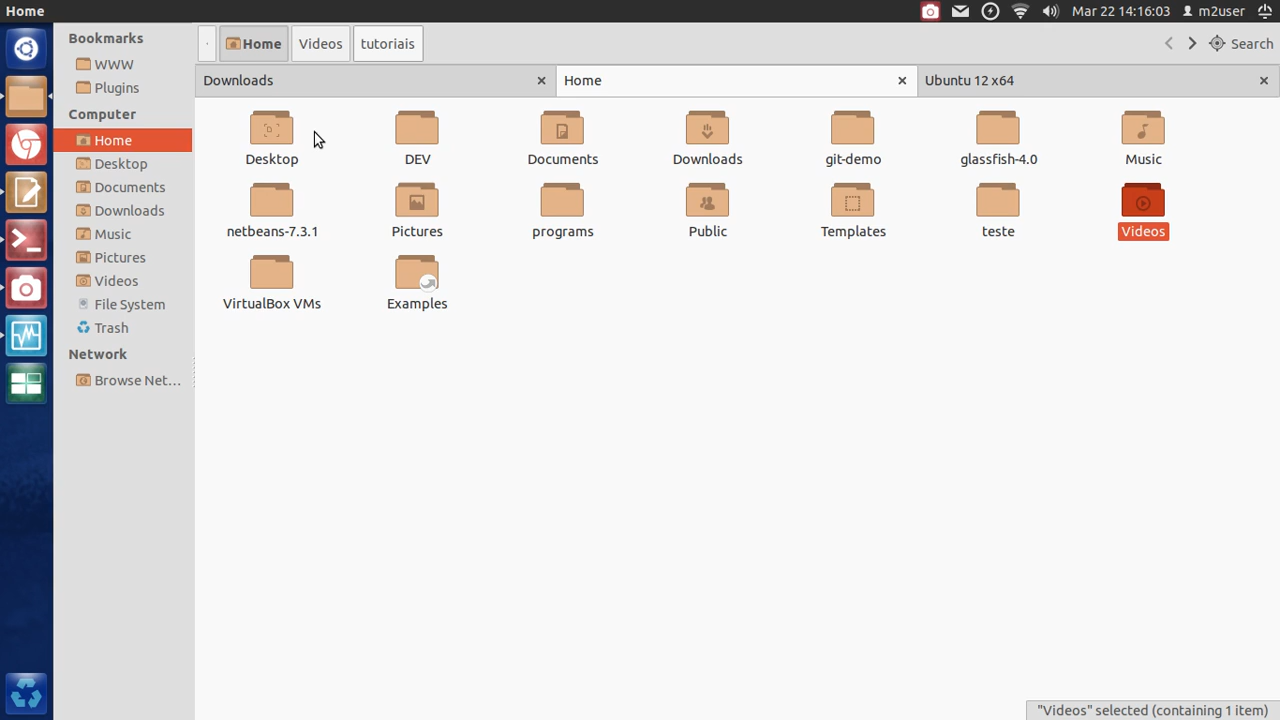 Home
Mar 22 14:16:03 m2user
Bookmarks
WWW
Plugins
Computer
Home
Desktop
Documents
Downloads
Music
Pictures
Videos
File System
Trash
Network
Browse Net...
Home Videos tutoriais
Search
Downloads Home Ubuntu 12 x64
Desktop DEV Documents Downloads git-demo glassfish-4.0 Music
netbeans-7.3.1 Pictures programs Public Templates teste Videos
VirtualBox VMs Examples
"Videos" selected (containing 1 item)